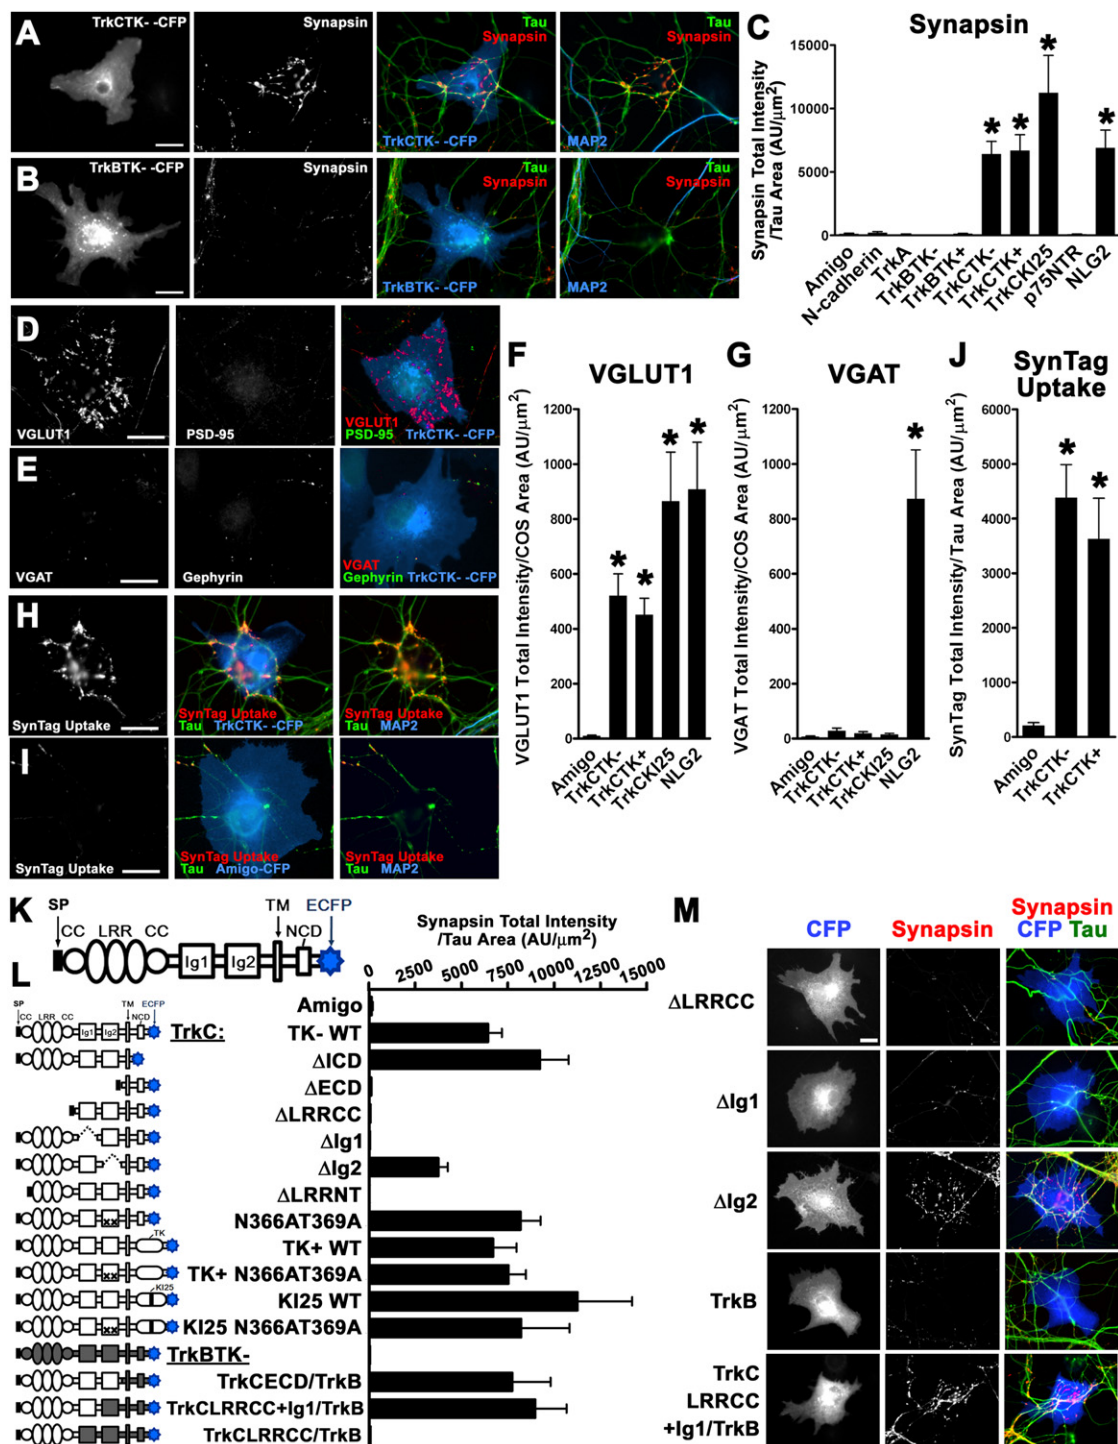 A
TrkCTK- -CFP
Synapsin
Tau
Synapsin
TrkCTK- -CFP
MAP2
B
TrkBTK- -CFP
Synapsin
Tau
Synapsin
Tau
Synapsin
TrkBTK- -CFP
MAP2
C
Synapsin
Synapsin Total Intensity
/Tau Area (AU/μm²)
15000
10000
5000
0
Amigo
N-cadherin
TrkA
TrkBTK-
TrkBTK+
TrkCTK-
TrkCTK+
TrkCKI25
p75NTR
NLG2
* * * *
D
VGLUT1
PSD-95
VGLUT1
PSD-95 TrkCTK- -CFP
E
VGAT
Gephyrin
VGAT
Gephyrin TrkCTK- -CFP
F
VGLUT1
VGLUT1 Total Intensity/COS Area (AU/μm²)
1200
1000
800
600
400
200
0
* * * *
Amigo
TrkCTK-
TrkCTK+
TrkCKI25
NLG2
G
VGAT
VGAT Total Intensity/COS Area (AU/μm²)
1200
1000
800
600
400
200
0
*
Amigo
TrkCTK-
TrkCTK+
TrkCKI25
NLG2
H
SynTag Uptake
SynTag Uptake
Tau TrkCTK- -CFP
SynTag Uptake
Tau MAP2
I
SynTag Uptake
SynTag Uptake
Tau Amigo-CFP
SynTag Uptake
Tau MAP2
J
SynTag
Uptake
SynTag Total Intensity/Tau Area (AU/μm²)
6000
5000
4000
3000
2000
1000
0
* *
Amigo
TrkCTK-
TrkCTK+
K
SP
CC LRR CC
TM
NCD
ECFP
Ig1 Ig2
L
Synapsin Total Intensity
/Tau Area (AU/μm²)
0 2500 5000 7500 10000 15000
SP
CC LRR CC
TM
NCD
ECFP
Ig1 Ig2
Amigo
TrkC: TK- WT
ΔICD
ΔECD
ΔLRRCC
ΔIg1
ΔIg2
ΔLRRNT
xx N366AT369A
TK
TK+ WT
xx TK+ N366AT369A
KI25
KI25 WT
xx KI25 N366AT369A
TrkBTK-
TrkCECD/TrkB
TrkCLRRCC+Ig1/TrkB
TrkCLRRCC/TrkB
M
CFP
Synapsin
Synapsin
CFP Tau
ΔLRRCC
ΔIg1
ΔIg2
TrkB
TrkC
LRRCC
+Ig1/TrkB